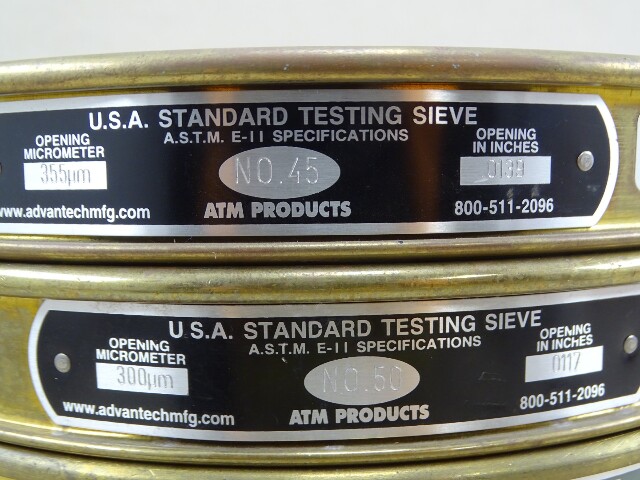 U.S.A. STANDARD TESTING SIEVE
A.S.T.M. E-11 SPECIFICATIONS
OPENING
MICROMETER
355µm
NO.45
OPENING
IN INCHES
0139
www.advantechmfg.com
ATM PRODUCTS
800-511-2096
U.S.A. STANDARD TESTING SIEVE
A.S.T.M. E-11 SPECIFICATIONS
OPENING
MICROMETER
300µm
NO.50
OPENING
IN INCHES
0117
www.advantechmfg.com
ATM PRODUCTS
800-511-2096